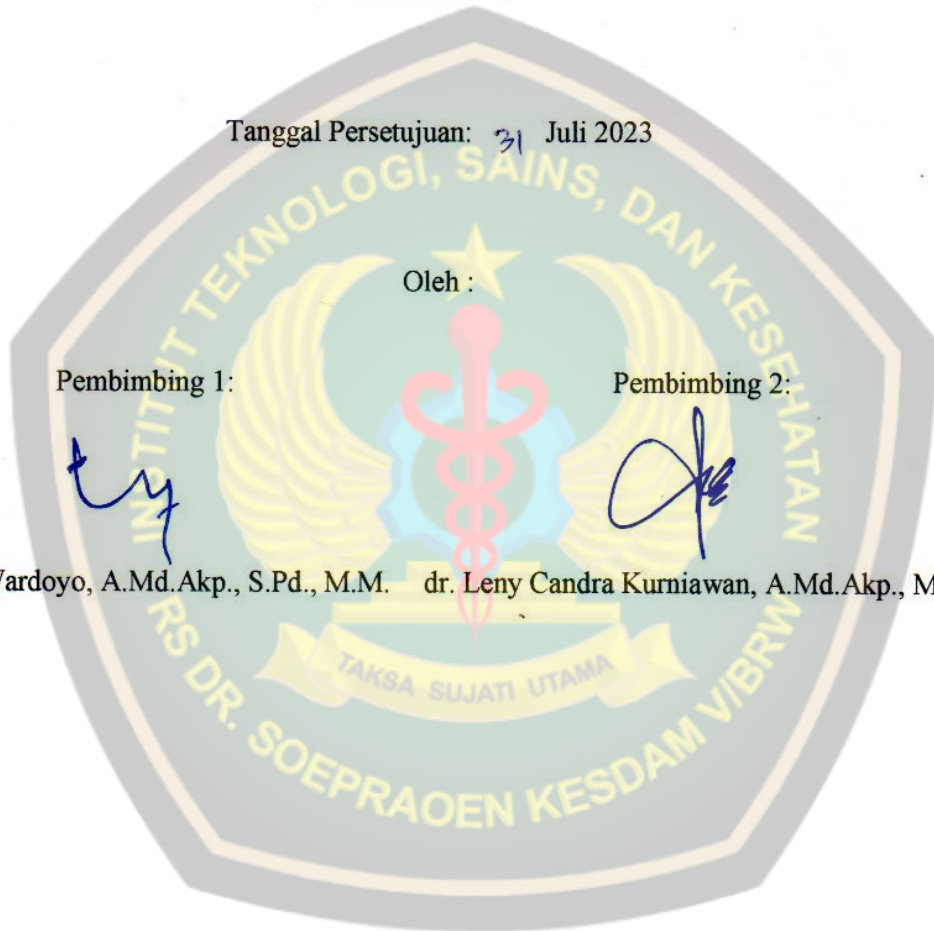 Tanggal Persetujuan: 31 Juli 2023
INSTITUT TEKNOLOGI, SAINS, DAN KESEHATAN
Oleh :
Pembimbing 1: Pembimbing 2:
A.Md.Akp., S.Pd., M.M. dr. Leny Candra Kurniawan, A.Md.Akp.,
TAKSA SUJATI UTAMA
RS DR. SOEPRAOEN KESDAM V/BRW